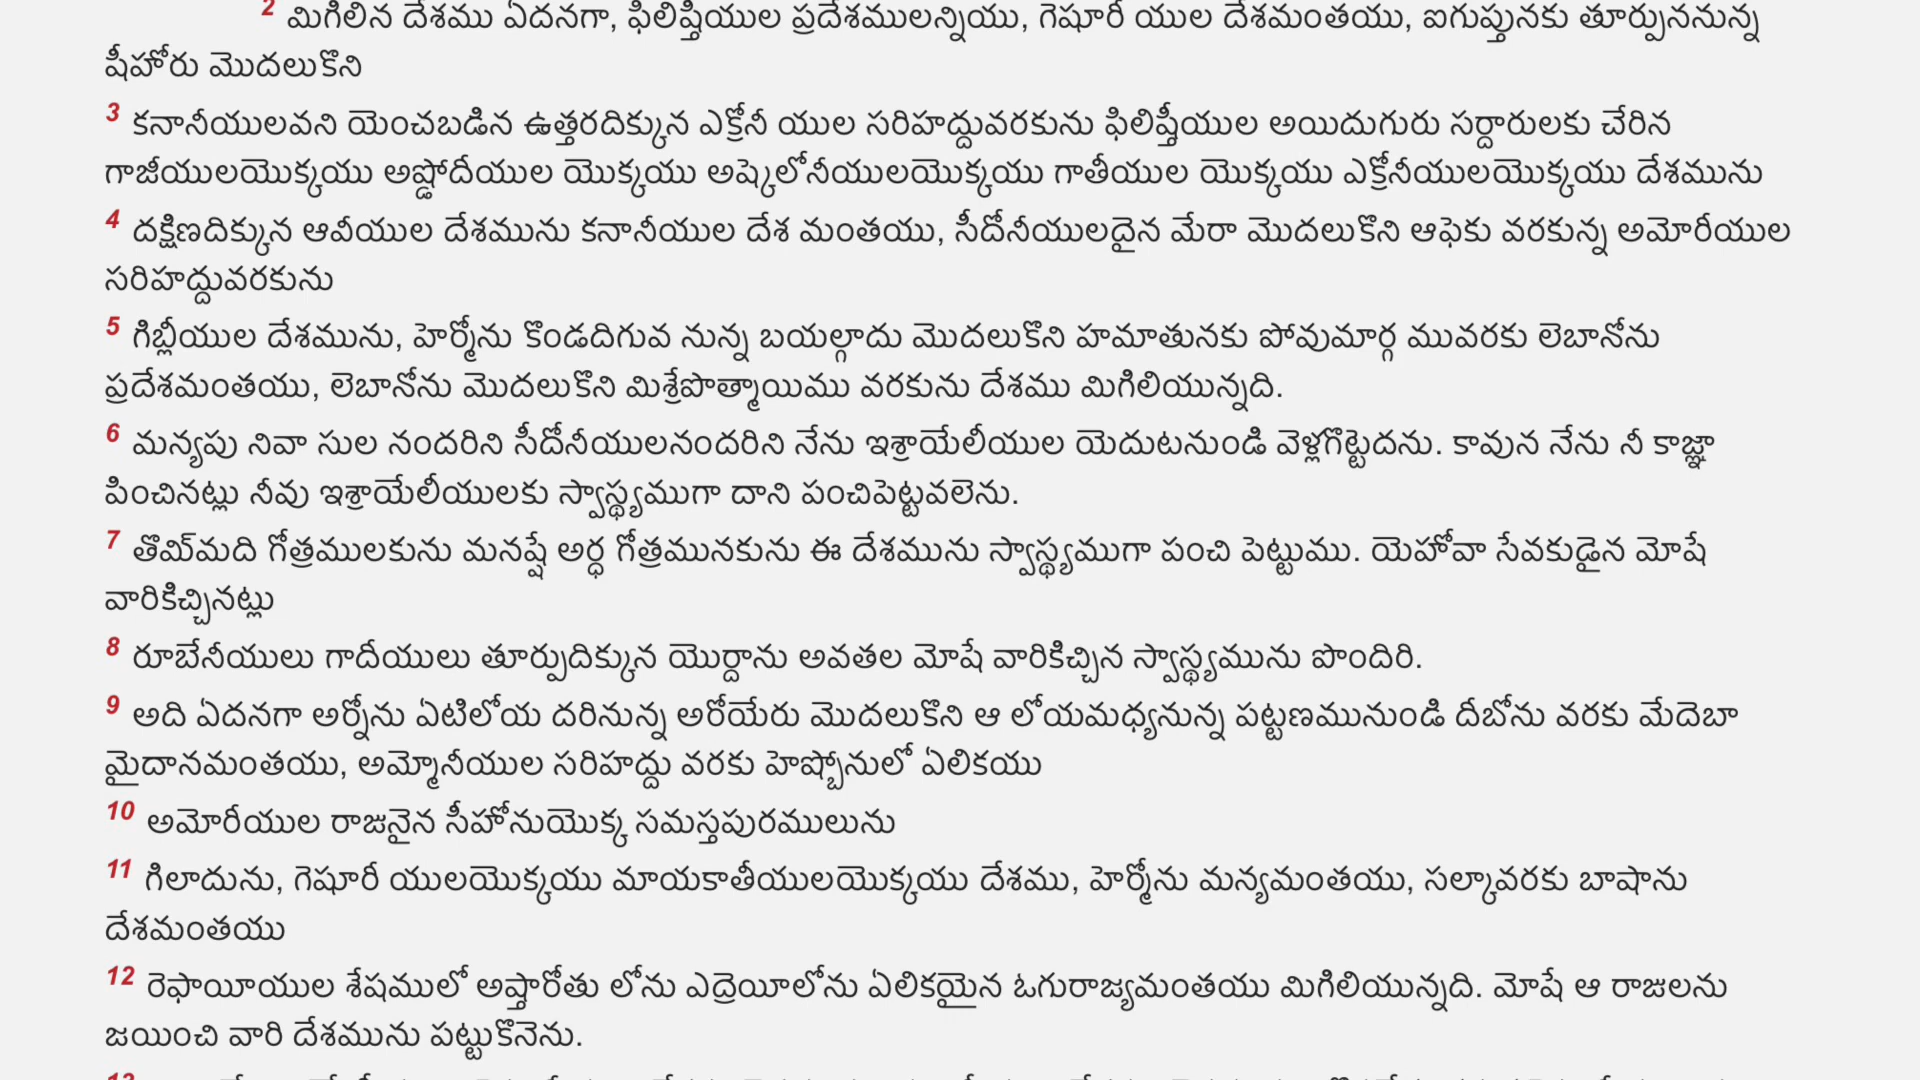 2 మిగిలిన దేశము ఏదనగా, ఫిలిష్తీయుల ప్రదేశములన్నియు, గెషూరీ యుల దేశమంతయు, ఐగుప్తునకు తూర్పుననున్న
షీహోరు మొదలుకొని
3 కనానీయులవని యెంచబడిన ఉత్తరదిక్కున ఎక్రోనీ యుల సరిహద్దువరకును ఫిలిష్తీయుల అయిదుగురు సర్దారులకు చేరిన
గాజీయులయొక్కయు అష్డోదీయుల యొక్కయు అష్కెలోనీయులయొక్కయు గాతీయుల యొక్కయు ఎక్రోనీయులయొక్కయు దేశమును
4 దక్షిణదిక్కున ఆవీయుల దేశమును కనానీయుల దేశ మంతయు, సీదోనీయులదైన మేరా మొదలుకొని ఆఫెకు వరకున్న అమోరీయుల
సరిహద్దువరకును
5 గిబ్లీయుల దేశమును, హెర్మోను కొండదిగువ నున్న బయల్గాదు మొదలుకొని హమాతునకు పోవుమార్గ మువరకు లెబానోను
ప్రదేశమంతయు, లెబానోను మొదలుకొని మిశ్రేపొత్మాయిము వరకును దేశము మిగిలియున్నది.
6 మన్యపు నివా సుల నందరిని సీదోనీయులనందరిని నేను ఇశ్రాయేలీయుల యెదుటనుండి వెళ్లగొట్టెదను. కావున నేను నీ కాజ్ఞా
పించినట్లు నీవు ఇశ్రాయేలీయులకు స్వాస్థ్యముగా దాని పంచిపెట్టవలెను.
7 తొమి్మది గోత్రములకును మనష్షే అర్ధ గోత్రమునకును ఈ దేశమును స్వాస్థ్యముగా పంచి పెట్టుము. యెహోవా సేవకుడైన మోషే
వారికిచ్చినట్లు
8 రూబేనీయులు గాదీయులు తూర్పుదిక్కున యొర్దాను అవతల మోషే వారికిచ్చిన స్వాస్థ్యమును పొందిరి.
9 అది ఏదనగా అర్నోను ఏటిలోయ దరినున్న అరోయేరు మొదలుకొని ఆ లోయమధ్యనున్న పట్టణమునుండి దీబోను వరకు మేదెబా
మైదానమంతయు, అమ్మోనీయుల సరిహద్దు వరకు హెష్బోనులో ఏలికయు
10 అమోరీయుల రాజునైన సీహోనుయొక్క సమస్తపురములును
11 గిలాదును, గెషూరీ యులయొక్కయు మాయకాతీయులయొక్కయు దేశము, హెర్మోను మన్యమంతయు, సల్కావరకు బాషాను
దేశమంతయు
12 రెఫాయీయుల శేషములో అష్తారోతు లోను ఎద్రెయీలోను ఏలికయైన ఓగురాజ్యమంతయు మిగిలియున్నది. మోషే ఆ రాజులను
జయించి వారి దేశమును పట్టుకొనెను.